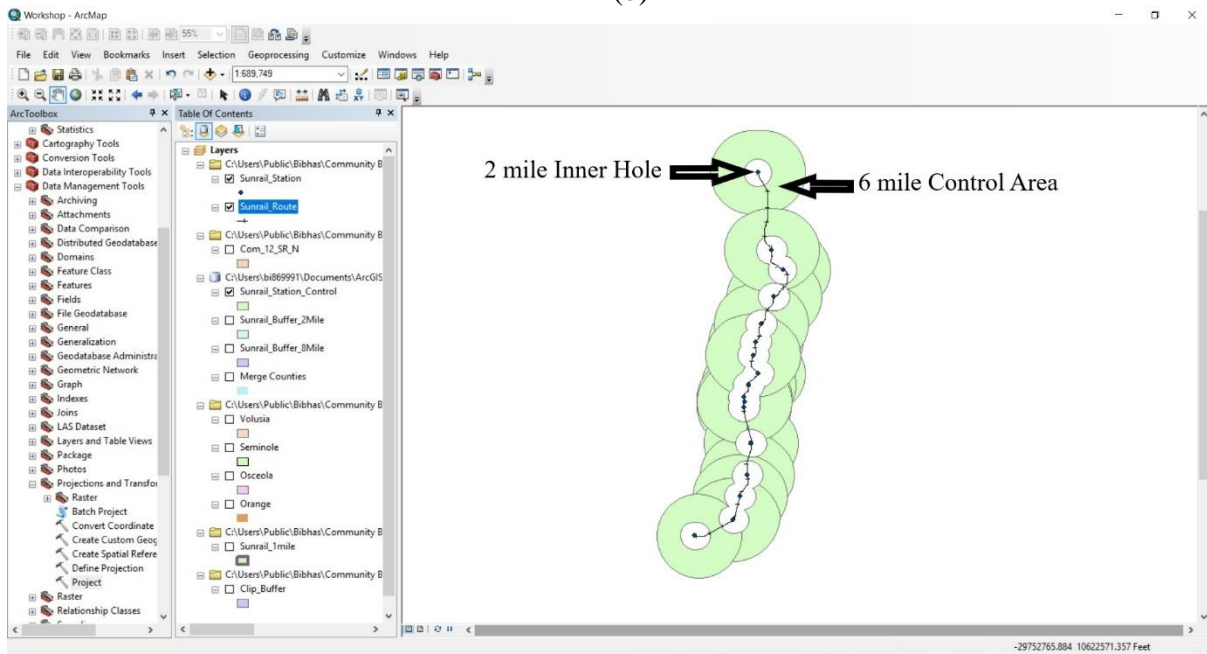 Workshop - ArcMap
55%
File Edit View Bookmarks Insert Selection Geoprocessing Customize Windows Help
1:689,749
ArcToolbox
Statistics
Cartography Tools
Conversion Tools
Data Interoperability Tools
Data Management Tools
Archiving
Attachments
Data Comparison
Distributed Geodatabase
Domains
Feature Class
Features
Fields
File Geodatabase
General
Generalization
Geodatabase Administra
Geometric Network
Graph
Indexes
Joins
LAS Dataset
Layers and Table Views
Package
Photos
Projections and Transfor
Raster
Batch Project
Convert Coordinate
Create Custom Geog
Create Spatial Refere
Define Projection
Project
Raster
Relationship Classes
Table Of Contents
Layers
C:\Users\Public\Bibhas\Community B
Sunrail_Station
Sunrail_Route
C:\Users\Public\Bibhas\Community B
Com_12_SR_N
C:\Users\bi869991\Documents\ArcGIS
Sunrail_Station_Control
Sunrail_Buffer_2Mile
Sunrail_Buffer_8Mile
Merge Counties
C:\Users\Public\Bibhas\Community B
Volusia
Seminole
Osceola
Orange
C:\Users\Public\Bibhas\Community B
Sunrail_1mile
C:\Users\Public\Bibhas\Community B
Clip_Buffer
2 mile Inner Hole
6 mile Control Area
-29752765.884 10622571.357 Feet